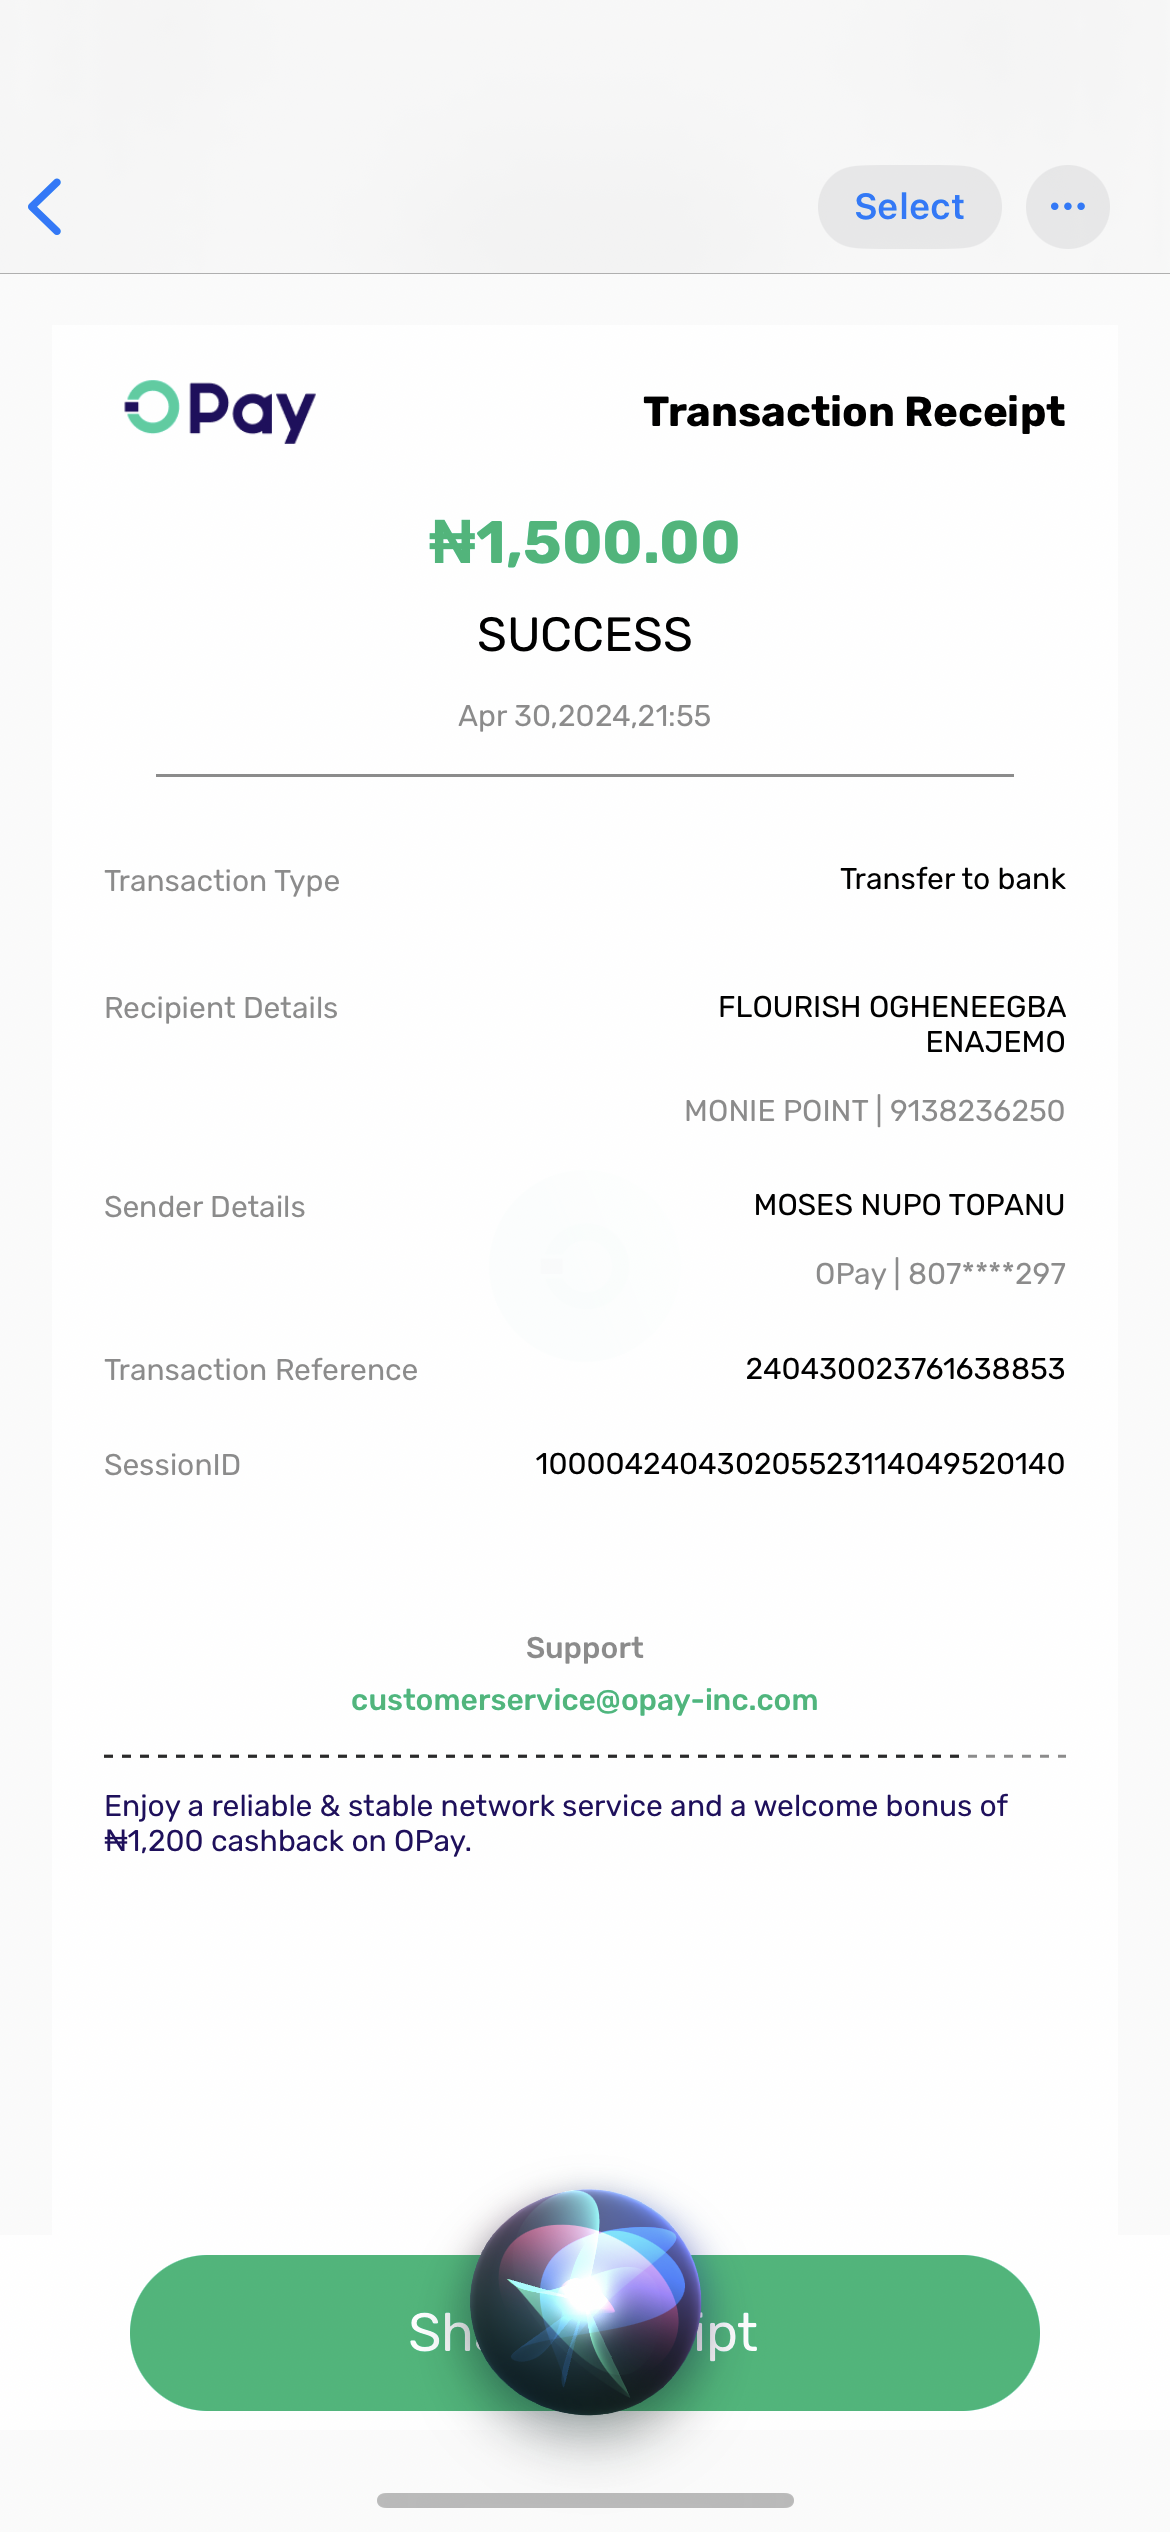 Select
OPay
Transaction Receipt
₦1,500.00
SUCCESS
Apr 30,2024,21:55
Transaction Type
Transfer to bank
Recipient Details
FLOURISH OGHENEEGBA
ENAJEMO
MONIE POINT | 9138236250
Sender Details
MOSES NUPO TOPANU
OPay | 807****297
Transaction Reference
240430023761638853
SessionID
100004240430205523114049520140
Support
customerservice@opay-inc.com
Enjoy a reliable & stable network service and a welcome bonus of
₦1,200 cashback on OPay.